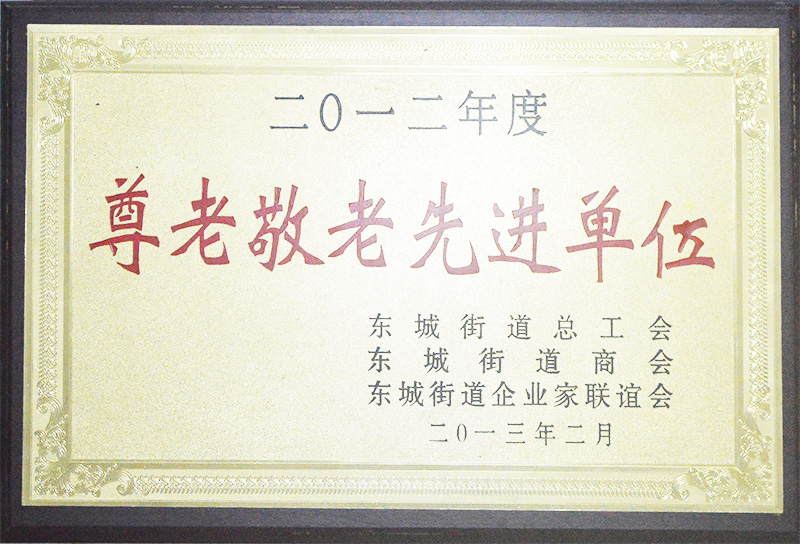 二〇一二年度
尊老敬老先进单位
东城街道总工会
东城街道商会
东城街道企业家联谊会
二〇一三年二月